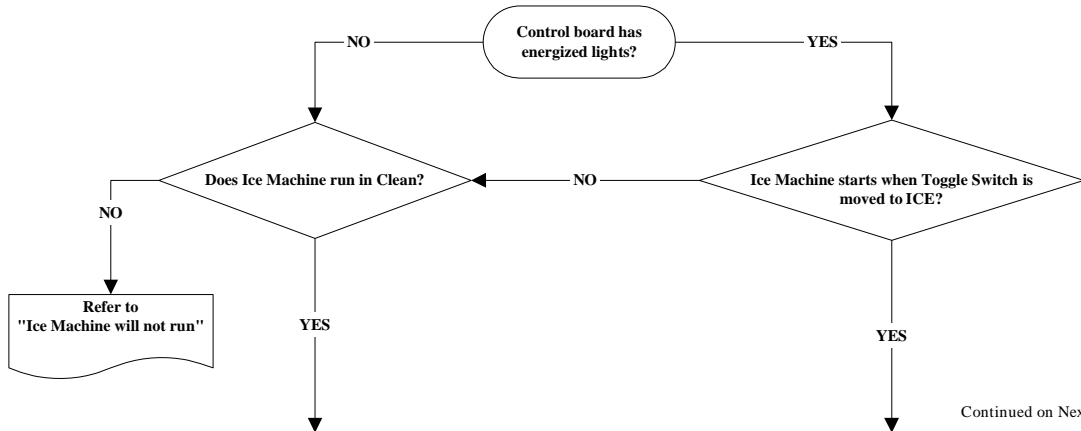 Control board has
energized lights?
NO
YES
Does Ice Machine run in Clean?
NO
Ice Machine starts when Toggle Switch is
moved to ICE?
NO
Refer to
"Ice Machine will not run"
YES
YES
Continued on Nex